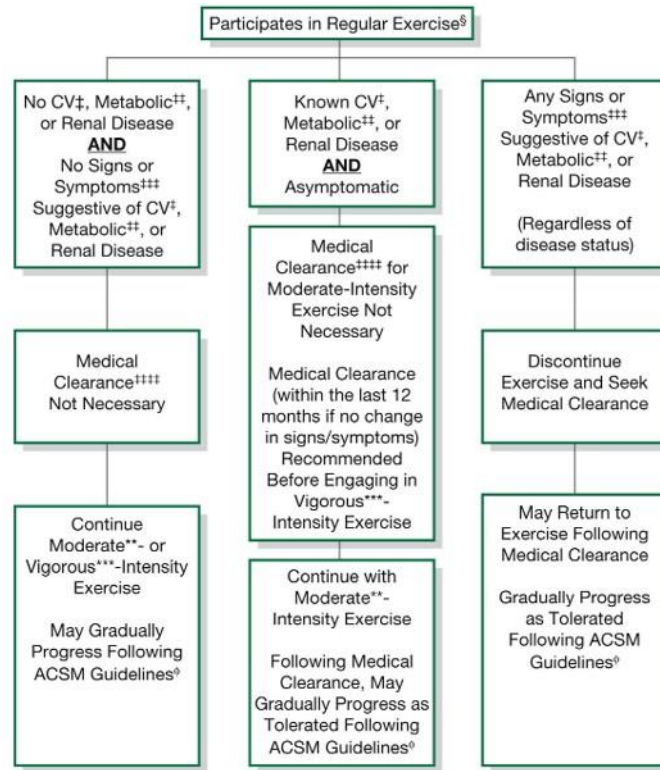 Participates in Regular Exercise§
No CV‡, Metabolic‡‡,
or Renal Disease
AND
No Signs or
Symptoms‡‡‡
Suggestive of CV‡,
Metabolic‡‡, or
Renal Disease
Medical
Clearance‡‡‡‡
Not Necessary
Continue
Moderate**- or
Vigorous***-Intensity
Exercise
May Gradually
Progress Following
ACSM Guidelinesᶲ
Known CV‡,
Metabolic‡‡, or
Renal Disease
AND
Asymptomatic
Medical
Clearance‡‡‡‡ for
Moderate-Intensity
Exercise Not
Necessary
Medical Clearance
(within the last 12
months if no change
in signs/symptoms)
Recommended
Before Engaging in
Vigorous***-
Intensity Exercise
Continue with
Moderate**-
Intensity Exercise
Following Medical
Clearance, May
Gradually Progress as
Tolerated Following
ACSM Guidelinesᶲ
Any Signs or
Symptoms‡‡‡
Suggestive of CV‡,
Metabolic‡‡, or
Renal Disease
(Regardless of
disease status)
Discontinue
Exercise and Seek
Medical Clearance
May Return to
Exercise Following
Medical Clearance
Gradually Progress
as Tolerated
Following ACSM
Guidelinesᶲ